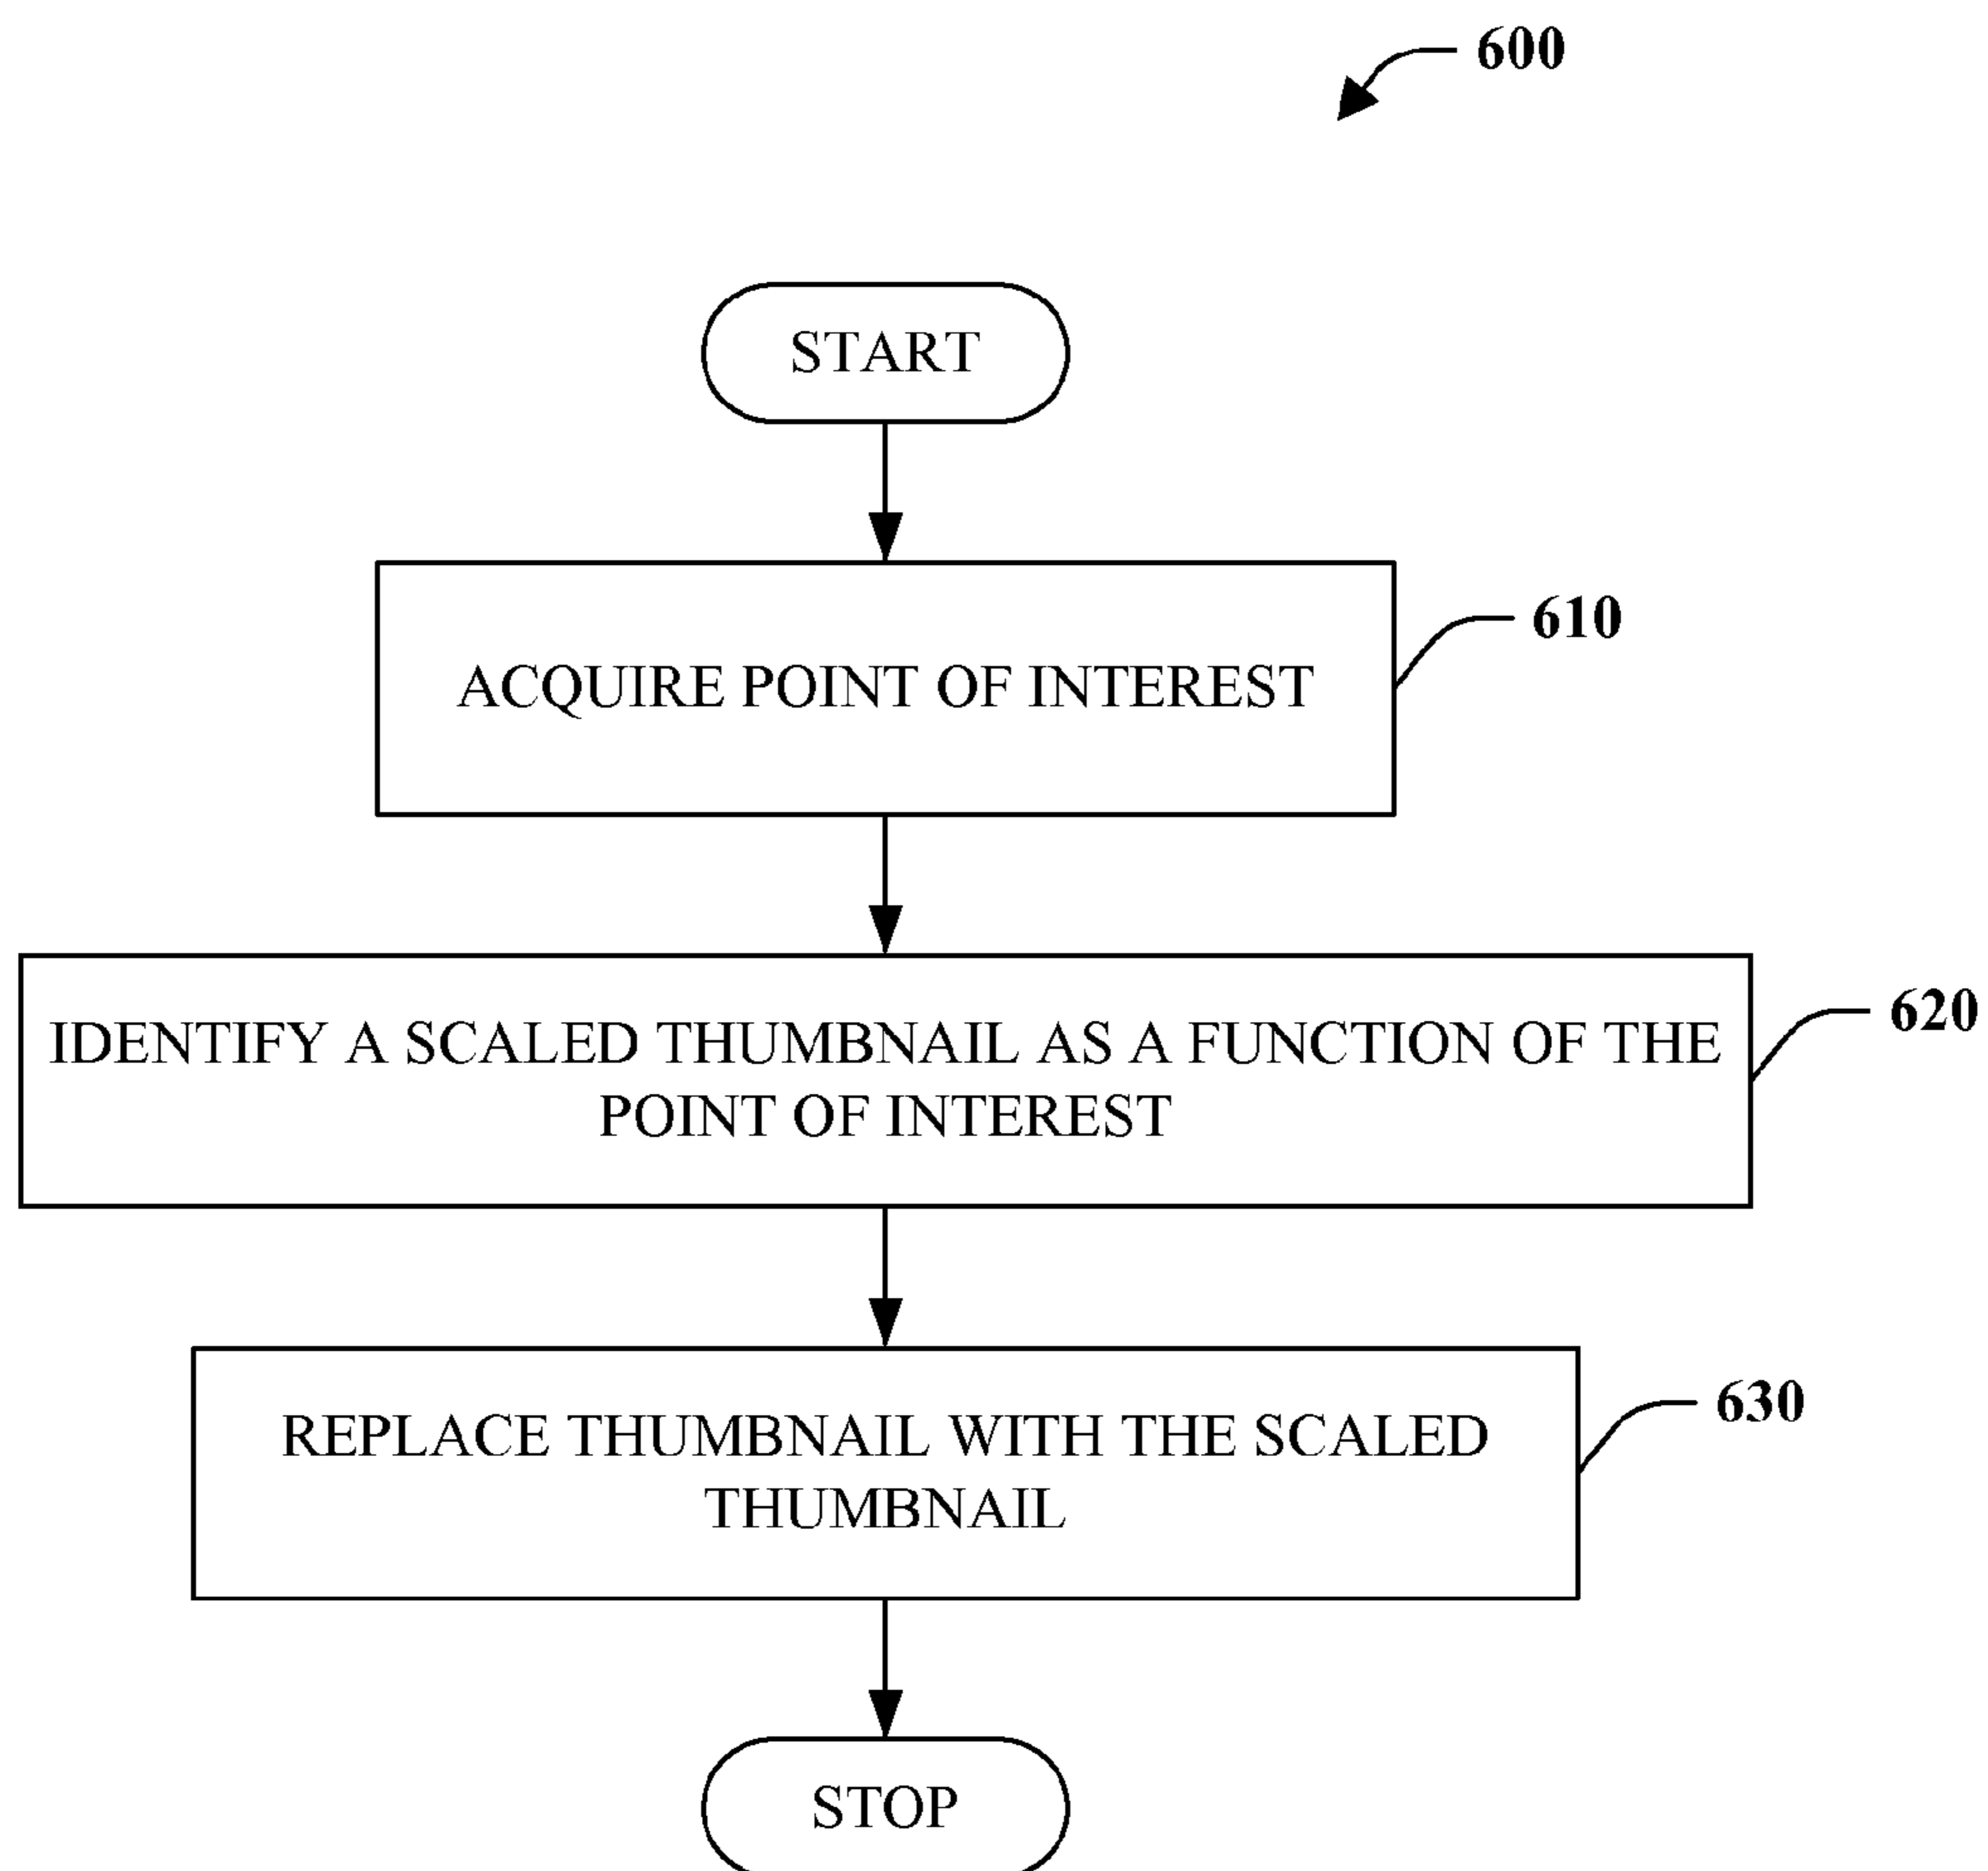 600
START
ACQUIRE POINT OF INTEREST
610
IDENTIFY A SCALED THUMBNAIL AS A FUNCTION OF THE
POINT OF INTEREST
620
REPLACE THUMBNAIL WITH THE SCALED
THUMBNAIL
630
STOP